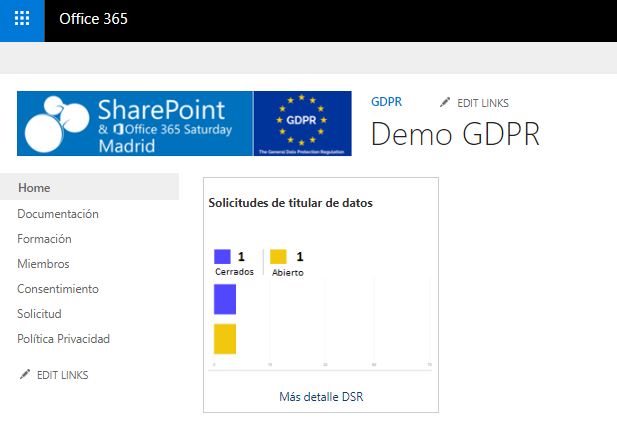 Office 365
SharePoint
& Office 365 Saturday
Madrid
GDPR
The General Data Protection Regulation
GDPR
EDIT LINKS
Demo GDPR
Home
Documentación
Formación
Miembros
Consentimiento
Solicitud
Política Privacidad
EDIT LINKS
Solicitudes de titular de datos
1
Cerrados
1
Abierto
Más detalle DSR